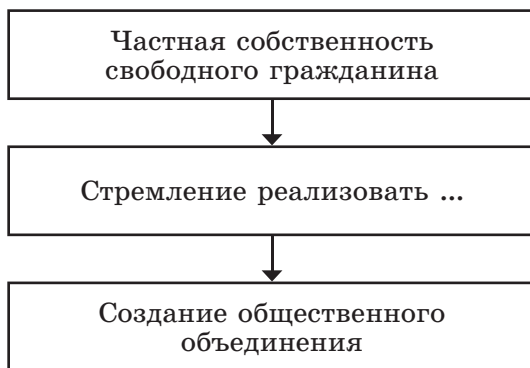 Частная собственность
свободного гражданина
Стремление реализовать ...
Создание общественного
объединения